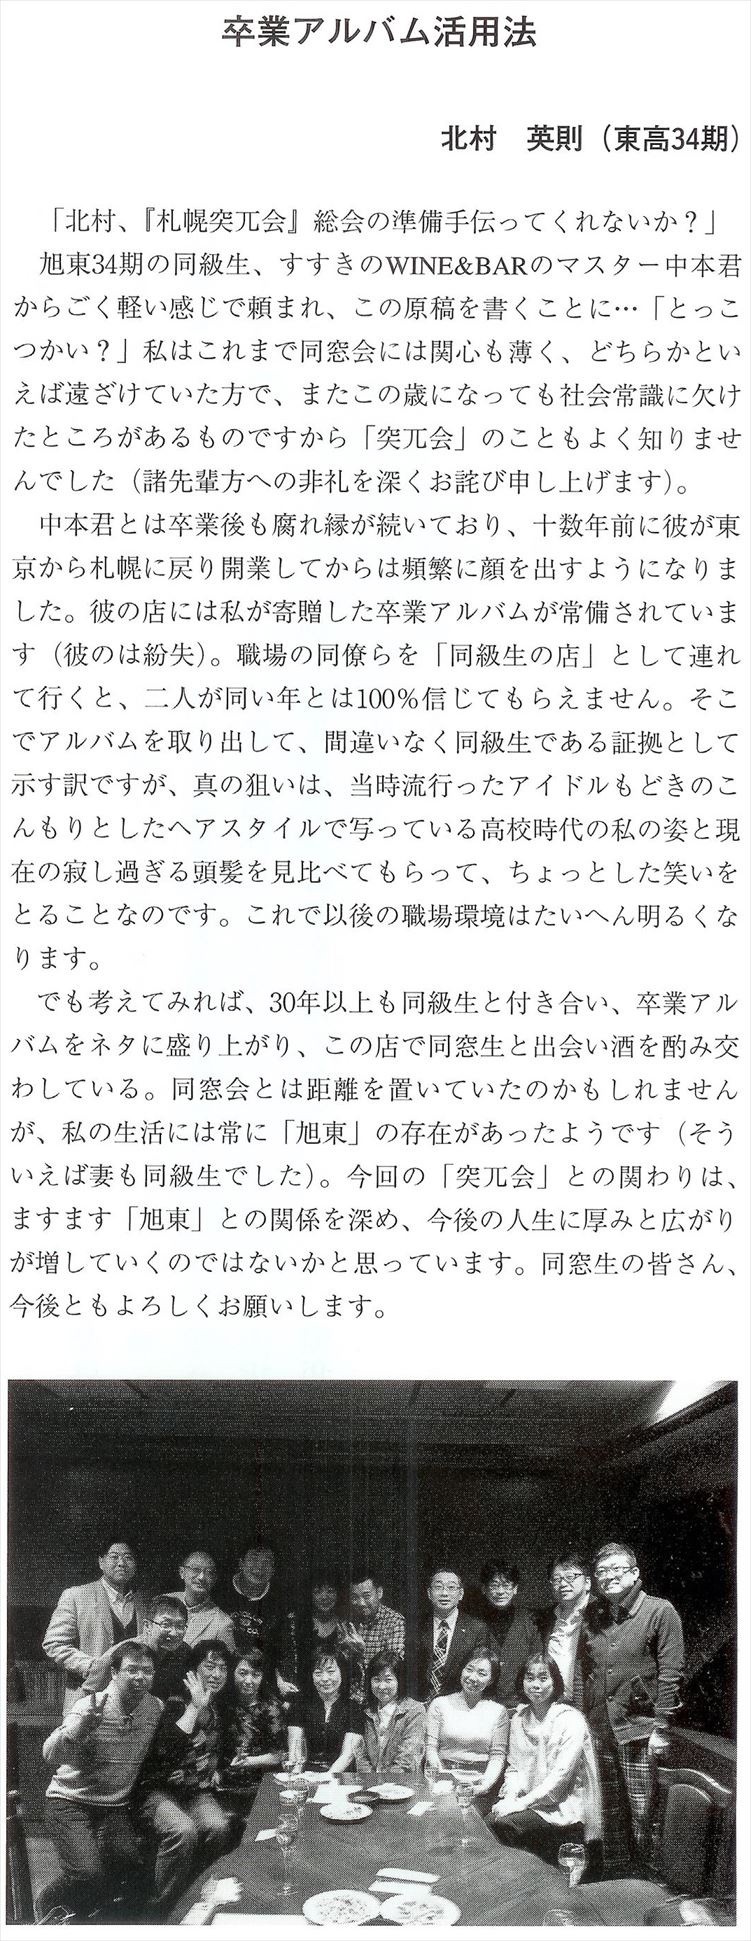 卒業アルバム活用法
北村　英則（東高34期）
「北村、『札幌突兀会』総会の準備手伝ってくれないか？」
旭東34期の同級生、すすきのWINE&BARのマスター中本君
からごく軽い感じで頼まれ、この原稿を書くことに…「とっこ
つかい？」私はこれまで同窓会には関心も薄く、どちらかとい
えば遠ざけていた方で、またこの歳になっても社会常識に欠け
たところがあるものですから「突兀会」のこともよく知りませ
んでした（諸先輩方への非礼を深くお詫び申し上げます）。
中本君とは卒業後も腐れ縁が続いており、十数年前に彼が東
京から札幌に戻り開業してからは頻繁に顔を出すようになりま
した。彼の店には私が寄贈した卒業アルバムが常備されていま
す（彼のは紛失）。職場の同僚らを「同級生の店」として連れ
て行くと、二人が同い年とは100%信じてもらえません。そこ
でアルバムを取り出して、間違いなく同級生である証拠として
示す訳ですが、真の狙いは、当時流行ったアイドルもどきのこ
んもりとしたヘアスタイルで写っている高校時代の私の姿と現
在の寂し過ぎる頭髪を見比べてもらって、ちょっとした笑いを
とることなのです。これで以後の職場環境はたいへん明るくな
ります。
でも考えてみれば、30年以上も同級生と付き合い、卒業アル
バムをネタに盛り上がり、この店で同窓生と出会い酒を酌み交
わしている。同窓会とは距離を置いていたのかもしれません
が、私の生活には常に「旭東」の存在があったようです（そう
いえば妻も同級生でした）。今回の「突兀会」との関わりは、
ますます「旭東」との関係を深め、今後の人生に厚みと広がり
が増していくのではないかと思っています。同窓生の皆さん、
今後ともよろしくお願いします。